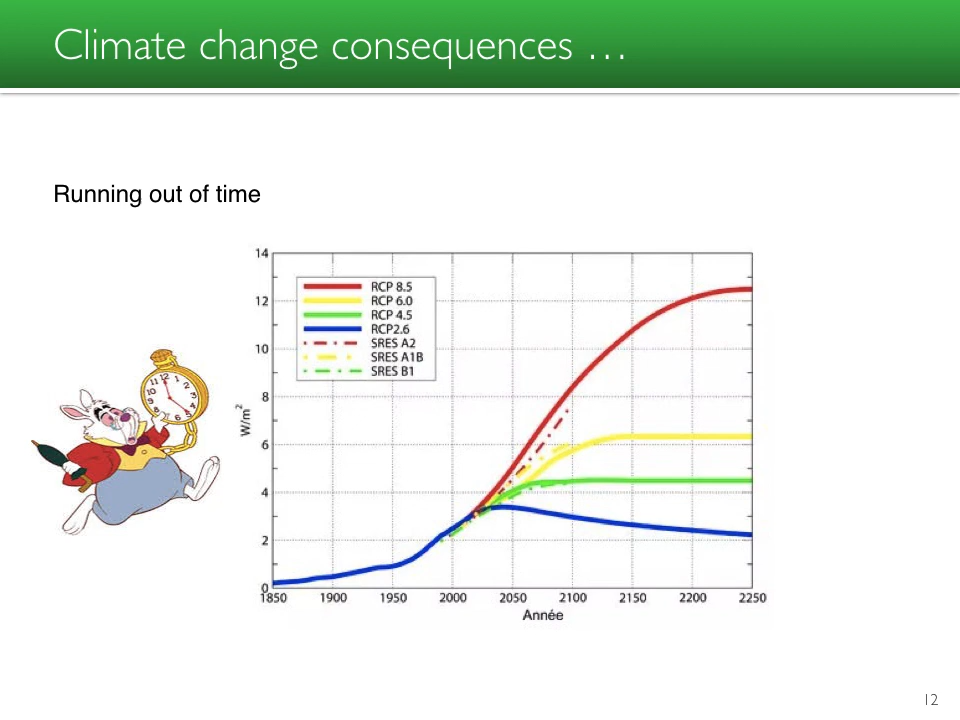 Climate change consequences …
Running out of time
14
12
10
8
6
4
2
0
W/m²
RCP 8.5
RCP 6.0
RCP 4.5
RCP2.6
SRES A2
SRES A1B
SRES B1
1850 1900 1950 2000 2050 2100 2150 2200 2250
Année
12